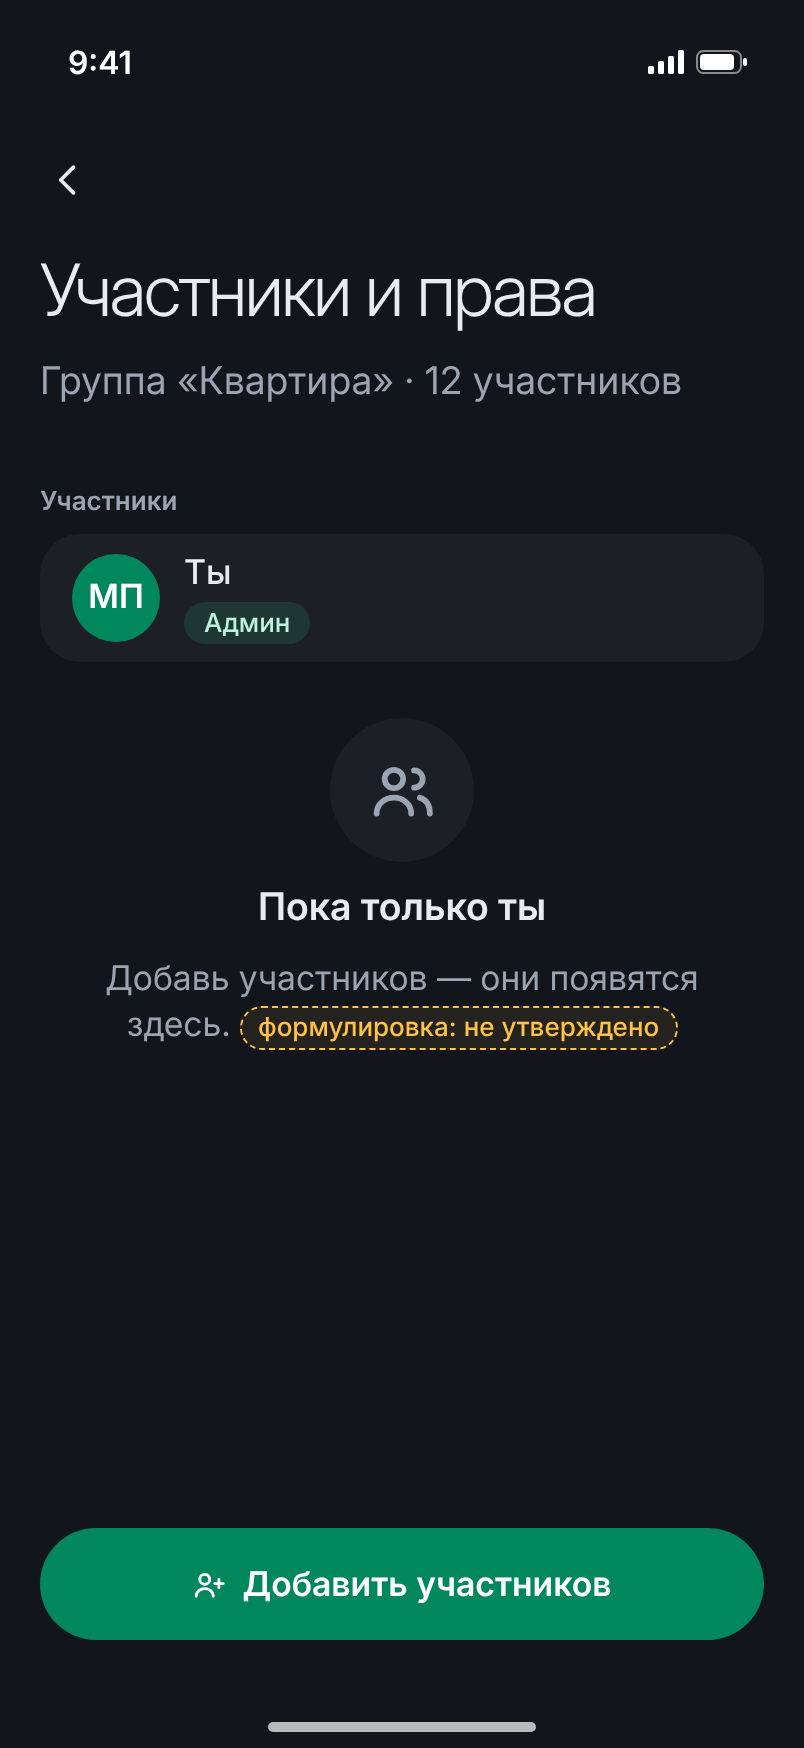 9:41
Участники и права
Группа «Квартира» · 12 участников
Участники
МП
Ты
Админ
Пока только ты
Добавь участников — они появятся
здесь. формулировка: не утверждено
Добавить участников